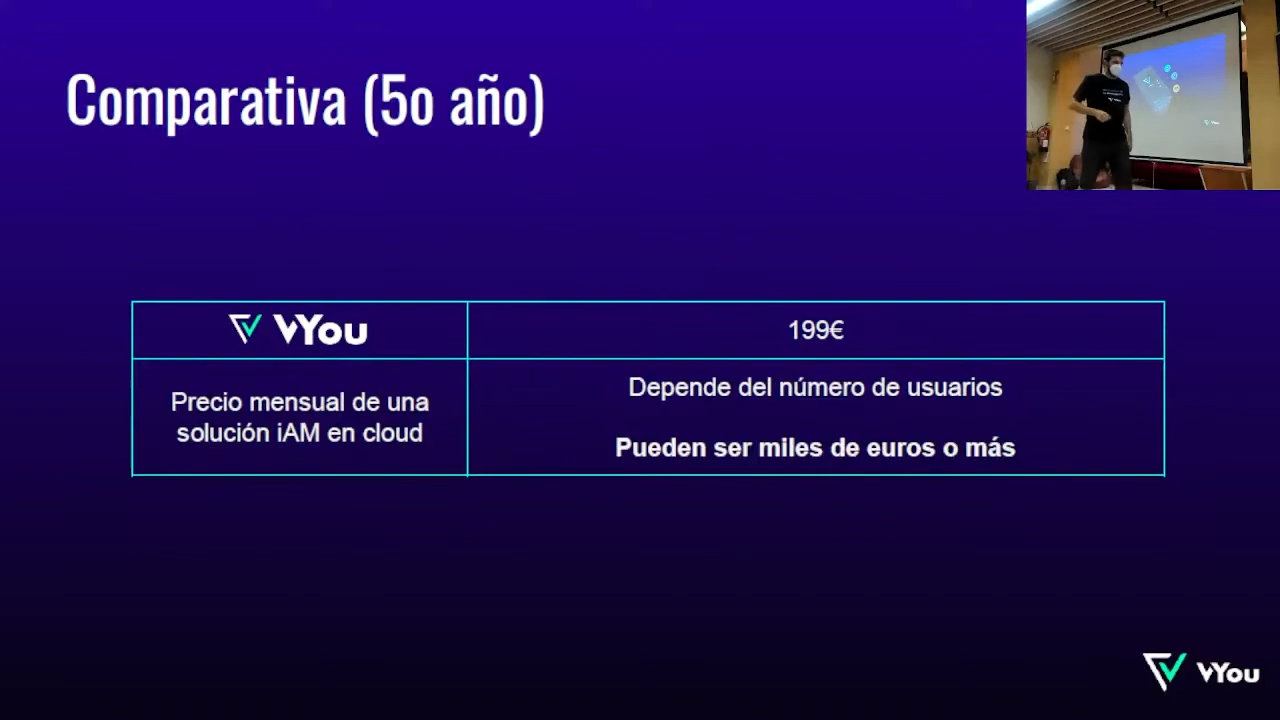 Comparativa (5o año)
VYou
199€
Precio mensual de una
solución iAM en cloud
Depende del número de usuarios
Pueden ser miles de euros o más
VYou